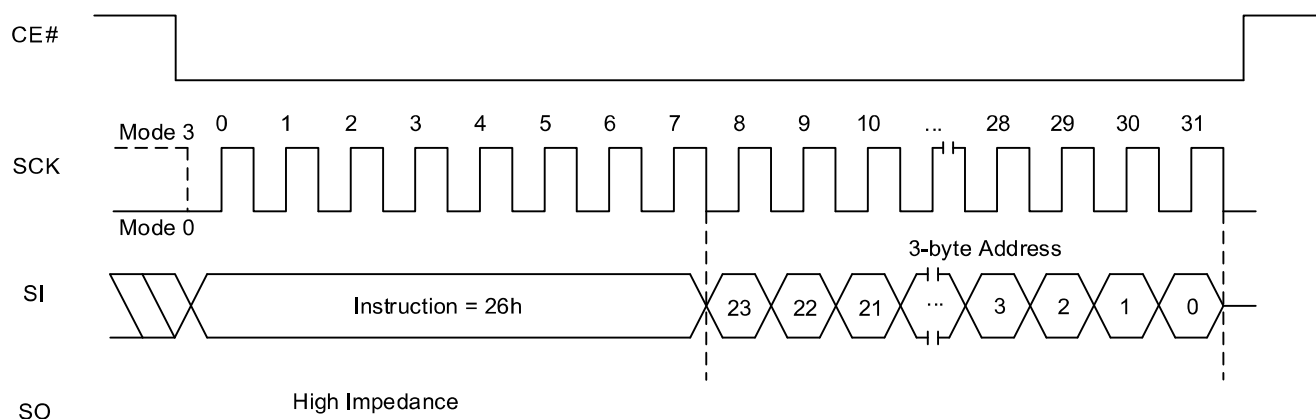 CE#
Mode 3
0 1 2 3 4 5 6 7 8 9 10 ... 28 29 30 31
SCK
Mode 0
3-byte Address
SI
Instruction = 26h
23 22 21 ... 3 2 1 0
SO
High Impedance